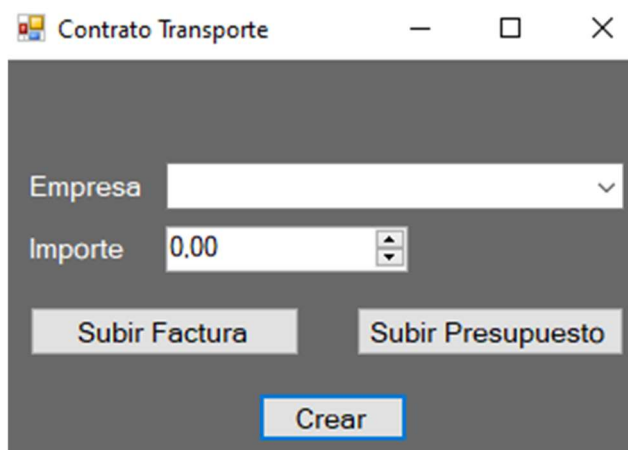 Contrato Transporte
Empresa
Importe 0,00
Subir Factura Subir Presupuesto
Crear